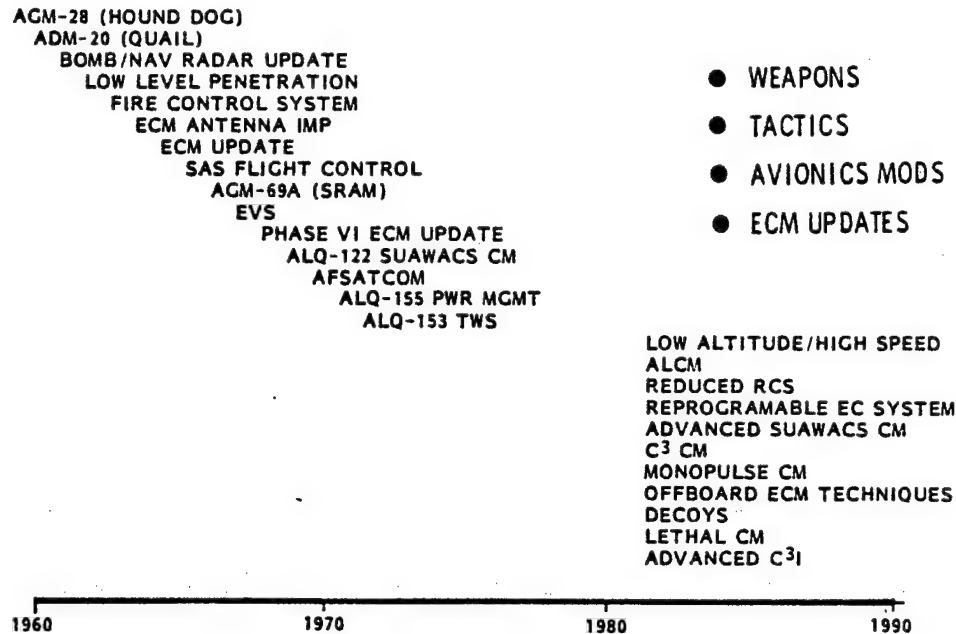 AGM-28 (HOUND DOG)
ADM-20 (QUAIL)
BOMB/NAV RADAR UPDATE
LOW LEVEL PENETRATION
FIRE CONTROL SYSTEM
ECM ANTENNA IMP
ECM UPDATE
SAS FLIGHT CONTROL
AGM-69A (SRAM)
EVS
PHASE VI ECM UPDATE
ALQ-122 SUAWACS CM
AFSATCOM
ALQ-155 PWR MGMT
ALQ-153 TWS
● WEAPONS
● TACTICS
● AVIONICS MODS
● ECM UPDATES
LOW ALTITUDE/HIGH SPEED
ALCM
REDUCED RCS
REPROGRAMABLE EC SYSTEM
ADVANCED SUAWACS CM
C³ CM
MONOPULSE CM
OFFBOARD ECM TECHNIQUES
DECOYS
LETHAL CM
ADVANCED C³I
1960 1970 1980 1990